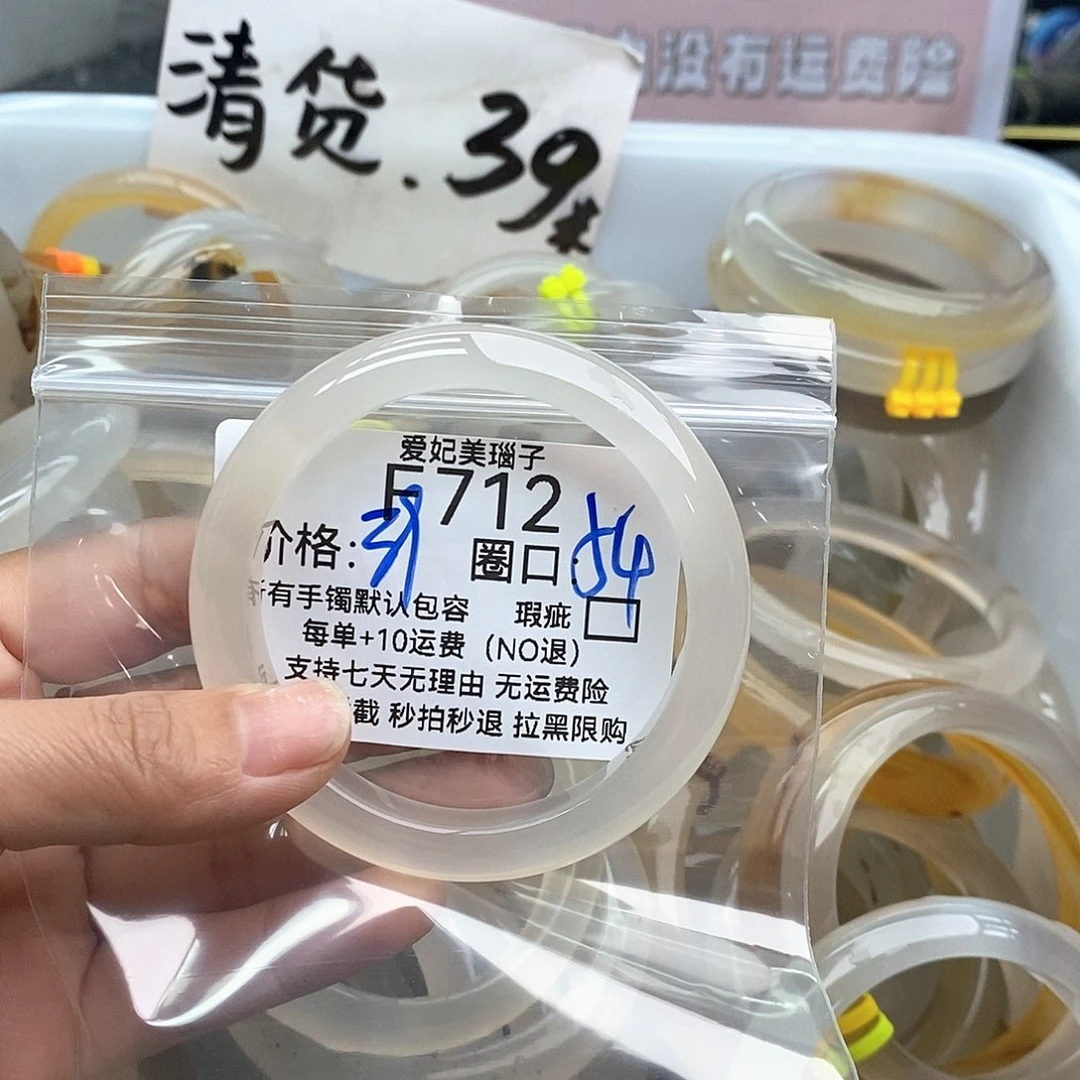 没有运费险
清货.39
爱妃美瑙子
F712
价格:39 圈口:54
所有手镯默认包容 瑕疵
每单+10运费（NO退）
支持七天无理由 无运费险
截 秒拍秒退 拉黑限购